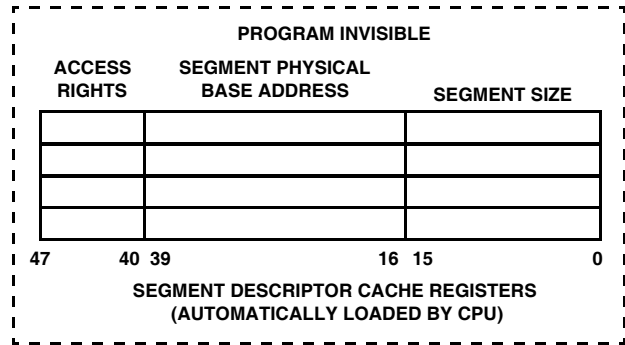 PROGRAM INVISIBLE
ACCESS RIGHTS
SEGMENT PHYSICAL BASE ADDRESS
SEGMENT SIZE
47 40 39 16 15 0
SEGMENT DESCRIPTOR CACHE REGISTERS
(AUTOMATICALLY LOADED BY CPU)